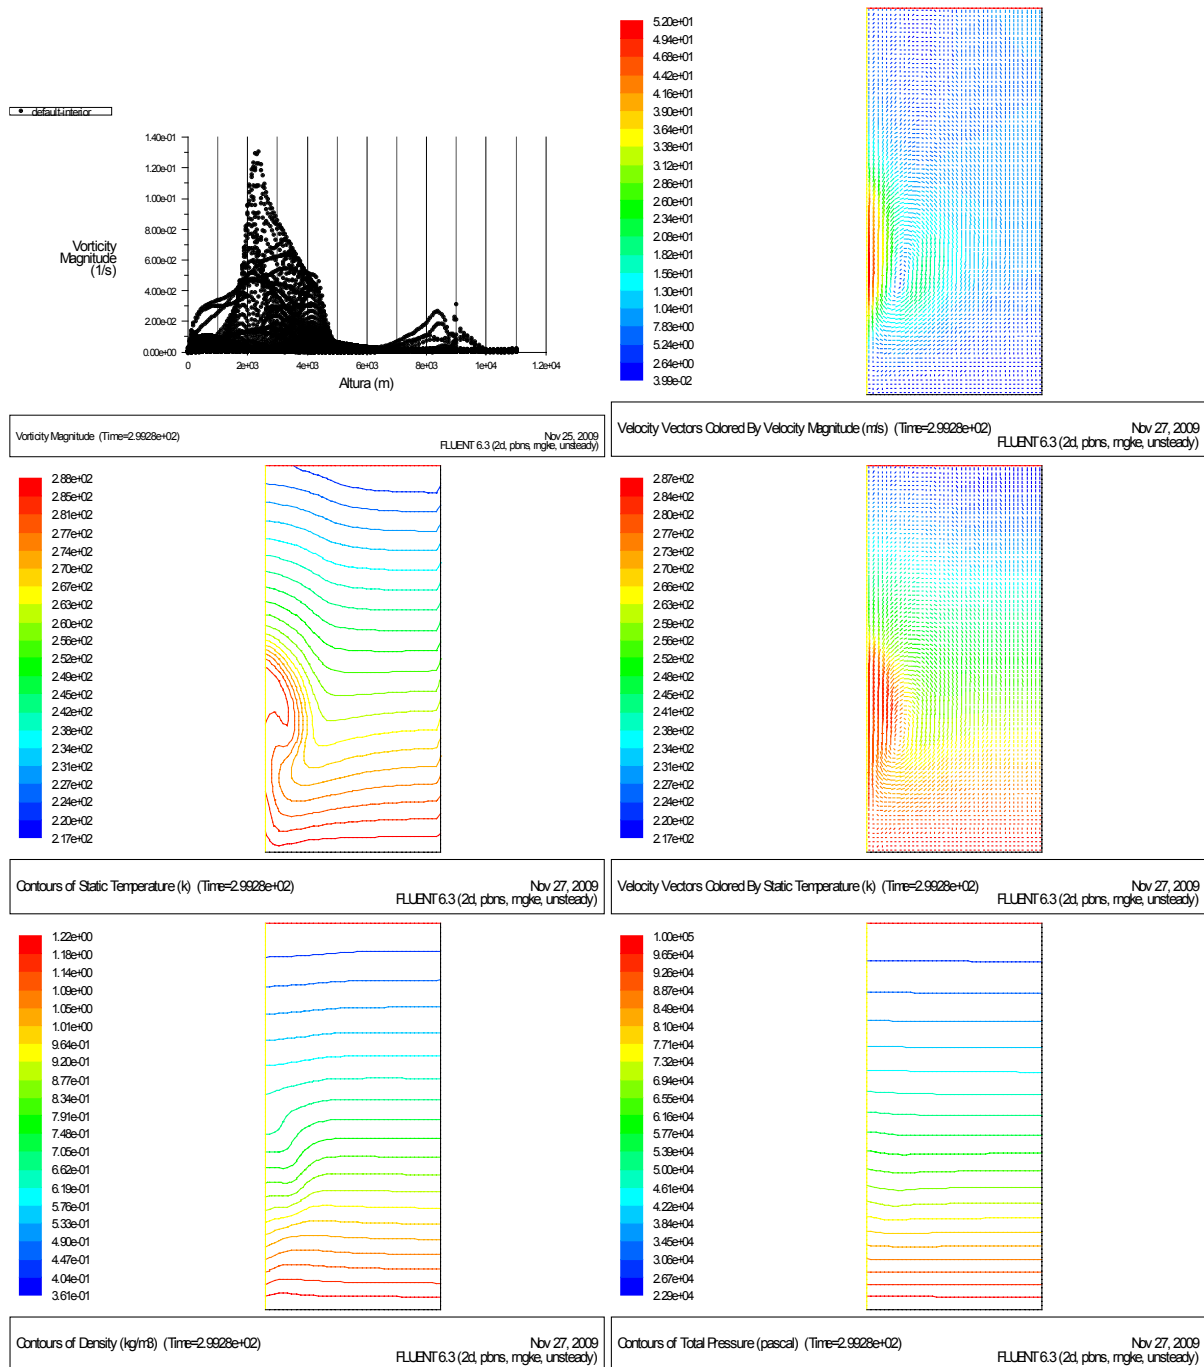 default-interior
1.40e-01
1.20e-01
1.00e-01
8.00e-02
6.00e-02
4.00e-02
2.00e-02
0.00e+00
Vorticity
Magnitude
(1/s)
0
2e+03
4e+03
6e+03
8e+03
1e+04
1.2e+04
Altura (m)
Vorticity Magnitude (Time=2.9928e+02)
Nov 25, 2009
FLUENT 6.3 (2d, pbns, rngke, unsteady)
5.20e+01
4.94e+01
4.68e+01
4.42e+01
4.16e+01
3.90e+01
3.64e+01
3.38e+01
3.12e+01
2.86e+01
2.60e+01
2.34e+01
2.08e+01
1.82e+01
1.56e+01
1.30e+01
1.04e+01
7.83e+00
5.24e+00
2.64e+00
3.99e-02
Velocity Vectors Colored By Velocity Magnitude (m/s) (Time=2.9928e+02)
Nov 27, 2009
FLUENT 6.3 (2d, pbns, rngke, unsteady)
2.88e+02
2.85e+02
2.81e+02
2.77e+02
2.74e+02
2.70e+02
2.67e+02
2.63e+02
2.60e+02
2.56e+02
2.52e+02
2.49e+02
2.45e+02
2.42e+02
2.38e+02
2.34e+02
2.31e+02
2.27e+02
2.24e+02
2.20e+02
2.17e+02
Contours of Static Temperature (k) (Time=2.9928e+02)
Nov 27, 2009
FLUENT 6.3 (2d, pbns, rngke, unsteady)
2.87e+02
2.84e+02
2.80e+02
2.77e+02
2.73e+02
2.70e+02
2.66e+02
2.63e+02
2.59e+02
2.56e+02
2.52e+02
2.48e+02
2.45e+02
2.41e+02
2.38e+02
2.34e+02
2.31e+02
2.27e+02
2.24e+02
2.20e+02
2.17e+02
Velocity Vectors Colored By Static Temperature (k) (Time=2.9928e+02)
Nov 27, 2009
FLUENT 6.3 (2d, pbns, rngke, unsteady)
1.22e+00
1.18e+00
1.14e+00
1.09e+00
1.05e+00
1.01e+00
9.64e-01
9.20e-01
8.77e-01
8.34e-01
7.91e-01
7.48e-01
7.05e-01
6.62e-01
6.19e-01
5.76e-01
5.33e-01
4.90e-01
4.47e-01
4.04e-01
3.61e-01
Contours of Density (kg/m3) (Time=2.9928e+02)
Nov 27, 2009
FLUENT 6.3 (2d, pbns, rngke, unsteady)
1.00e+05
9.65e+04
9.26e+04
8.87e+04
8.49e+04
8.10e+04
7.71e+04
7.32e+04
6.94e+04
6.55e+04
6.16e+04
5.77e+04
5.39e+04
5.00e+04
4.61e+04
4.22e+04
3.84e+04
3.45e+04
3.06e+04
2.67e+04
2.29e+04
Contours of Total Pressure (pascal) (Time=2.9928e+02)
Nov 27, 2009
FLUENT 6.3 (2d, pbns, rngke, unsteady)